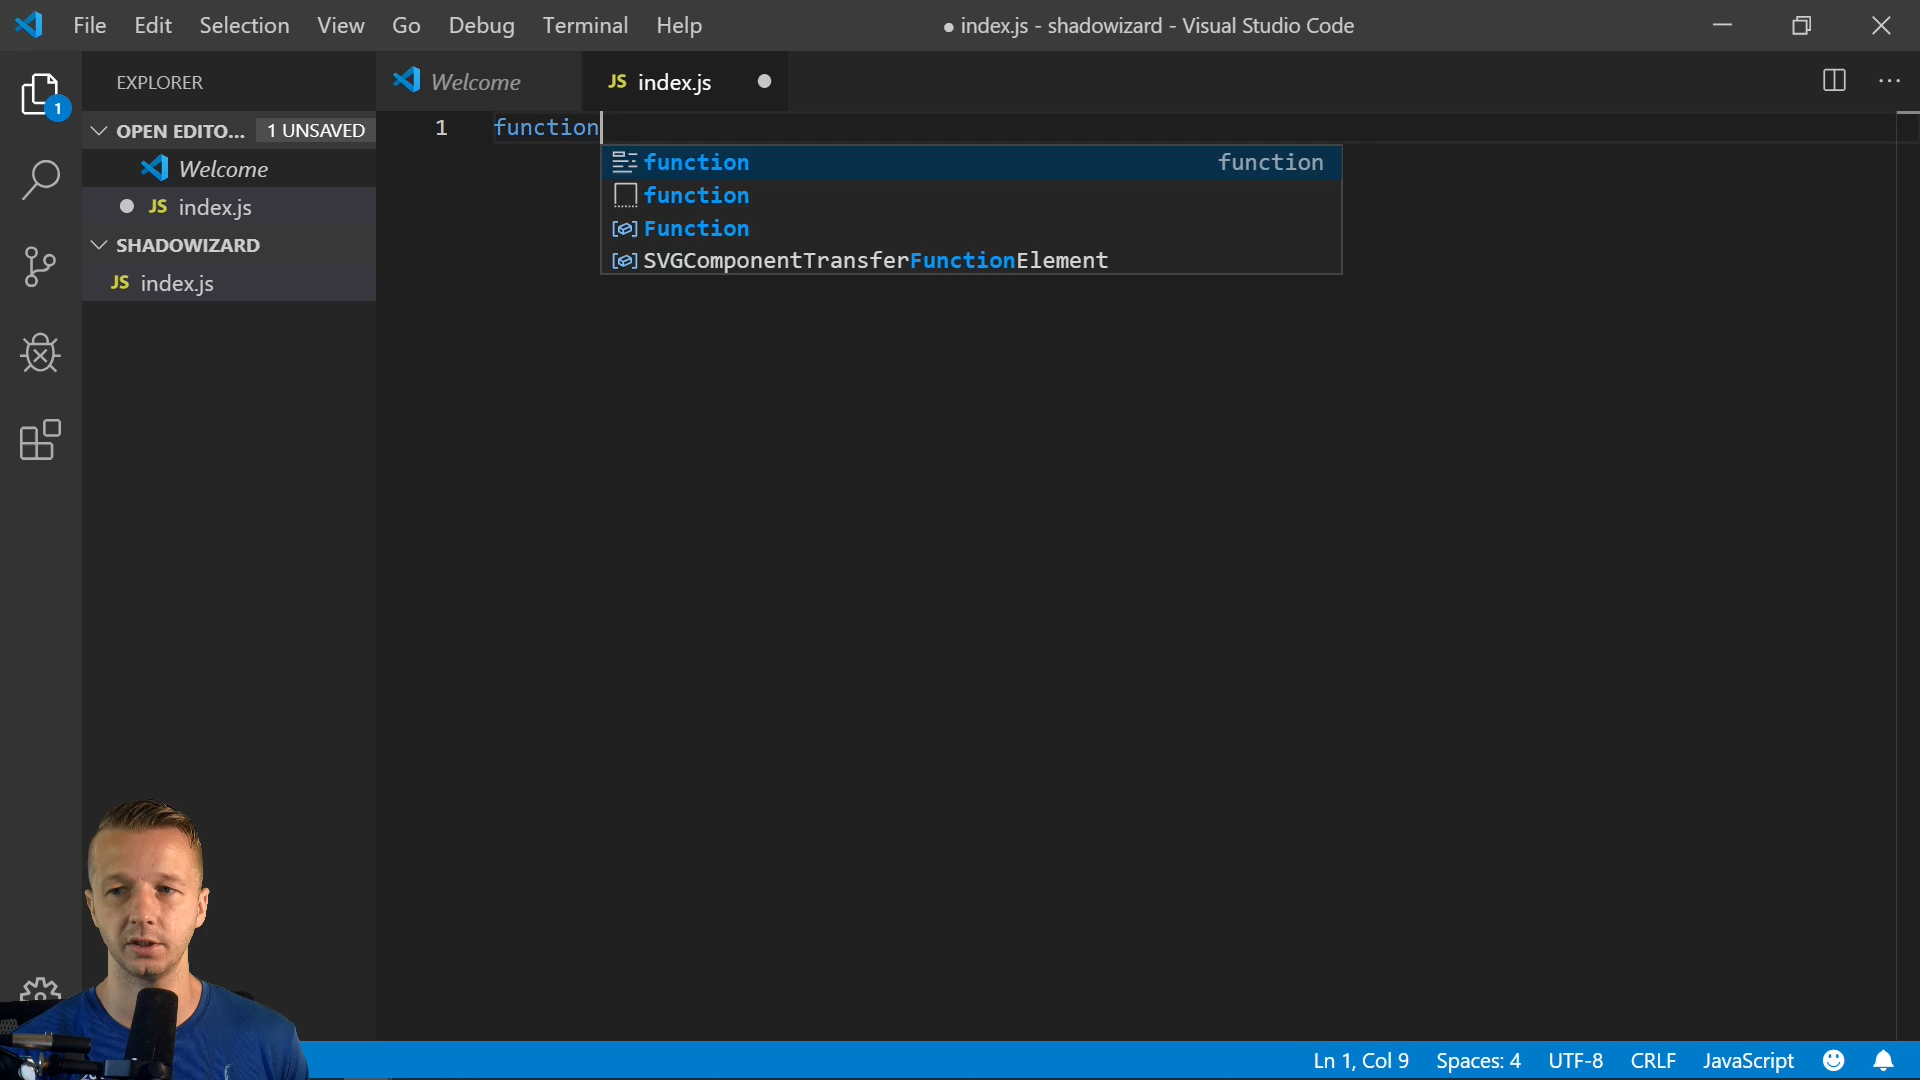 File Edit Selection View Go Debug Terminal Help
● index.js - shadowizard - Visual Studio Code
EXPLORER
Welcome
JS index.js
1
OPEN EDITO... 1 UNSAVED
Welcome
JS index.js
SHADOWIZARD
JS index.js
1 function
function function
function
Function
SVGComponentTransferFunctionElement
Ln 1, Col 9 Spaces: 4 UTF-8 CRLF JavaScript